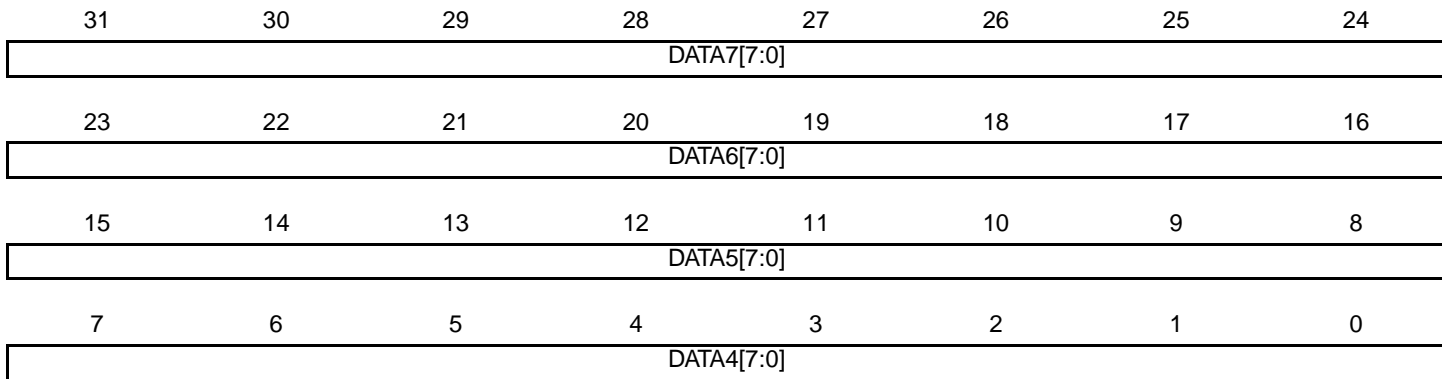 31 30 29 28 27 26 25 24
DATA7[7:0]
23 22 21 20 19 18 17 16
DATA6[7:0]
15 14 13 12 11 10 9 8
DATA5[7:0]
7 6 5 4 3 2 1 0
DATA4[7:0]